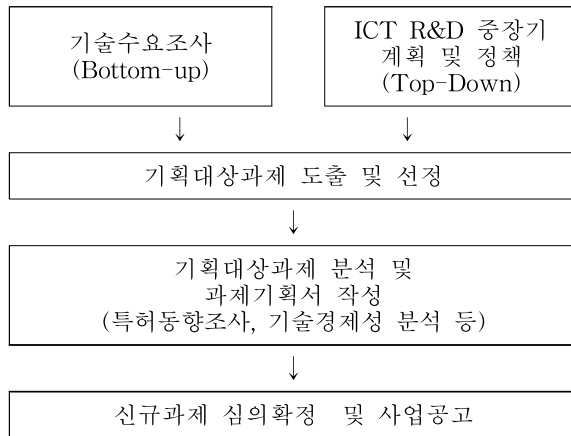 기술수요조사
(Bottom-up)
ICT R&D 중장기
계획 및 정책
(Top-Down)
↓ ↓
기획대상과제 도출 및 선정
↓
기획대상과제 분석 및
과제기획서 작성
(특허동향조사, 기술경제성 분석 등)
↓
신규과제 심의확정 및 사업공고